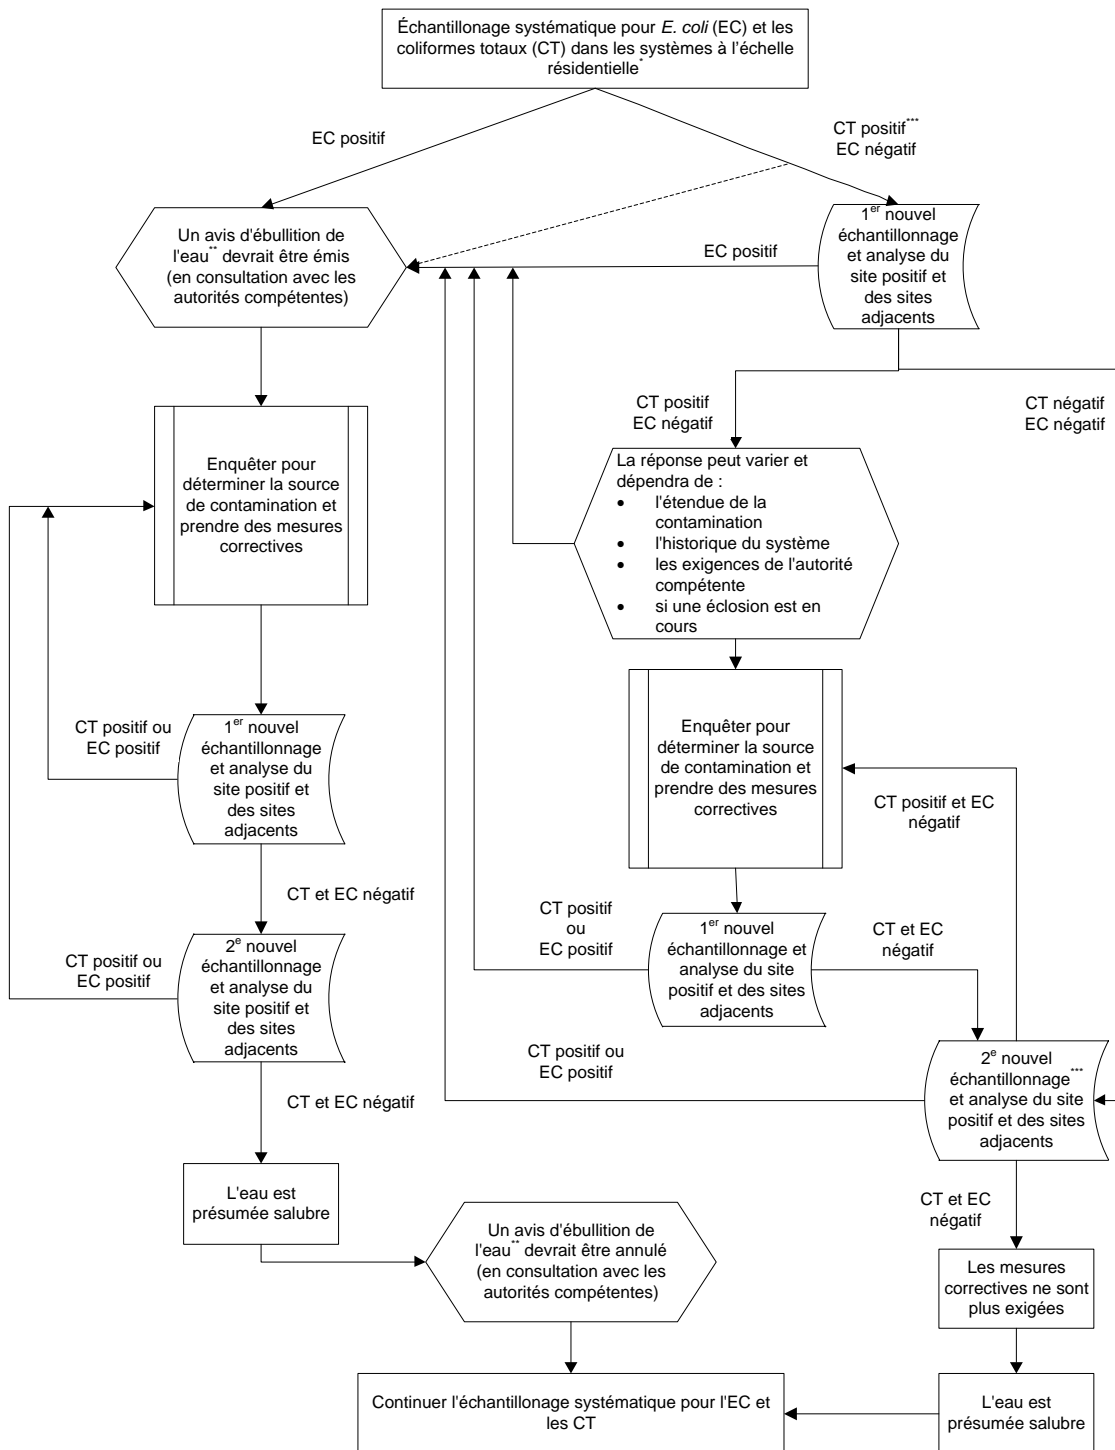 Échantillonage systématique pour E. coli (EC) et les
coliformes totaux (CT) dans les systèmes à l'échelle
résidentielle*
EC positif
CT positif***
EC négatif
Un avis d'ébullition de
l'eau** devrait être émis
(en consultation avec les
autorités compétentes)
EC positif
1er nouvel
échantillonnage
et analyse du
site positif et
des sites
adjacents
CT positif
EC négatif
CT négatif
EC négatif
Enquêter pour
déterminer la source
de contamination et
prendre des mesures
correctives
La réponse peut varier et
dépendra de :
• l'étendue de la
contamination
• l'historique du système
• les exigences de l'autorité
compétente
• si une éclosion est en
cours
CT positif ou
EC positif
1er nouvel
échantillonnage
et analyse du
site positif et
des sites
adjacents
Enquêter pour
déterminer la source
de contamination et
prendre des mesures
correctives
CT positif et EC
négatif
CT et EC négatif
CT positif
ou
EC positif
1er nouvel
échantillonnage et
analyse du site
positif et des sites
adjacents
CT et EC
négatif
CT positif ou
EC positif
2e nouvel
échantillonnage
et analyse du
site positif et
des sites
adjacents
CT positif ou
EC positif
2e nouvel
échantillonnage***
et analyse du site
positif et des sites
adjacents
CT et EC négatif
L'eau est
présumée salubre
CT et EC
négatif
Un avis d'ébullition de
l'eau** devrait être annulé
(en consultation avec les
autorités compétentes)
Les mesures
correctives ne sont
plus exigées
Continuer l'échantillonage systématique pour l'EC et
les CT
L'eau est
présumée salubre